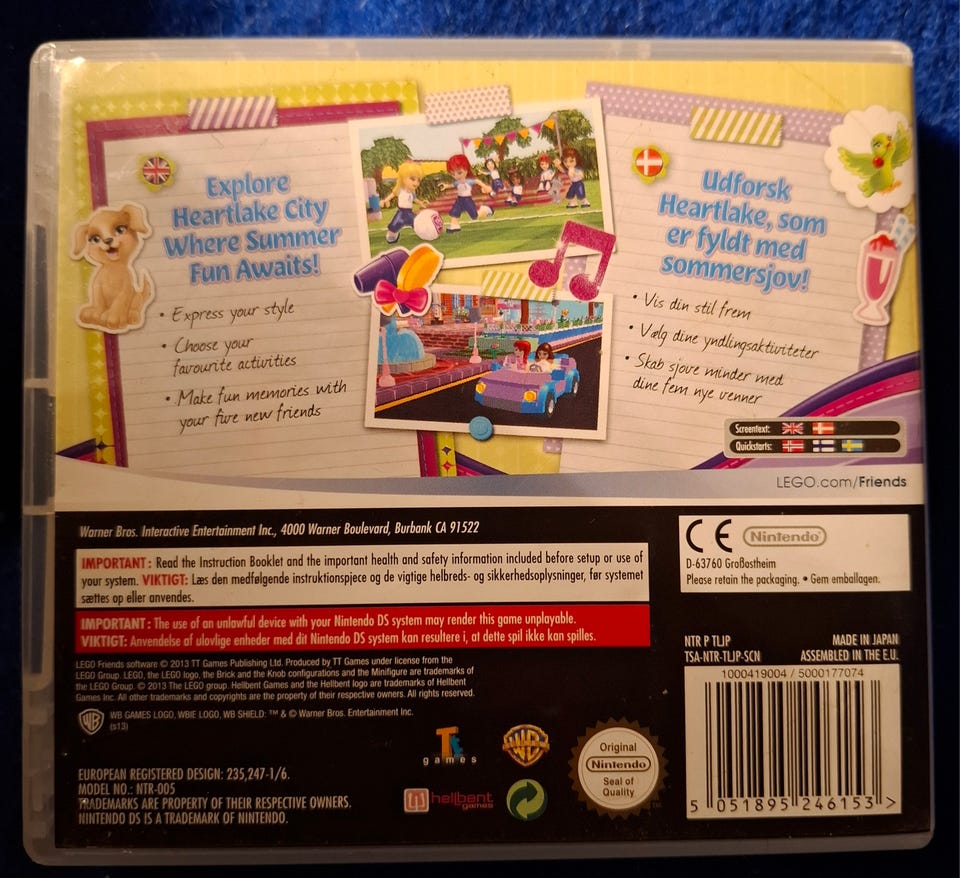 Explore
Heartlake City
Where Summer
Fun Awaits!
• Express your style
• Choose your
favourite activities
• Make fun memories with
your five new friends
Udforsk
Heartlake, som
er fyldt med
sommersjov!
• Vis din stil frem
• Vælg dine yndlingsaktiviteter
• Skab sjove minder med
dine fem nye venner
Screentext:
Quickstarts:
LEGO.com/Friends
Warner Bros. Interactive Entertainment Inc., 4000 Warner Boulevard, Burbank CA 91522
IMPORTANT: Read the Instruction Booklet and the important health and safety information included before setup or use of
your system. VIKTIGT: Læs den medfølgende instruktionspjece og de vigtige helbreds- og sikkerhedsoplysninger, før systemet
sættes op eller anvendes.
IMPORTANT: The use of an unlawful device with your Nintendo DS system may render this game unplayable.
VIKTIGT: Anvendelse af ulovlige enheder med dit Nintendo DS system kan resultere i, at dette spil ikke kan spilles.
CE Nintendo
D-63760 Großostheim
Please retain the packaging. • Gem emballagen.
LEGO Friends software © 2013 TT Games Publishing Ltd. Produced by TT Games under license from the
LEGO Group. LEGO, the LEGO logo, the Brick and the Knob configurations and the Minifigure are trademarks of
the LEGO Group. © 2013 The LEGO group. Hellbent Games and the Hellbent logo are trademarks of Hellbent
Games Inc. All other trademarks and copyrights are the property of their respective owners. All rights reserved.
WB GAMES LOGO, WBIE LOGO, WB SHIELD: ™ & © Warner Bros. Entertainment Inc.
(s13)
NTR P TLJP
MADE IN JAPAN
TSA-NTR-TLJP-SCN
ASSEMBLED IN THE E.U.
1000419004 / 5000177074
5 051895 246153 >
TT games
WB
Original
Nintendo
Seal of
Quality
TM
hellbent
games
EUROPEAN REGISTERED DESIGN: 235,247-1/6.
MODEL NO.: NTR-005
TRADEMARKS ARE PROPERTY OF THEIR RESPECTIVE OWNERS.
NINTENDO DS IS A TRADEMARK OF NINTENDO.